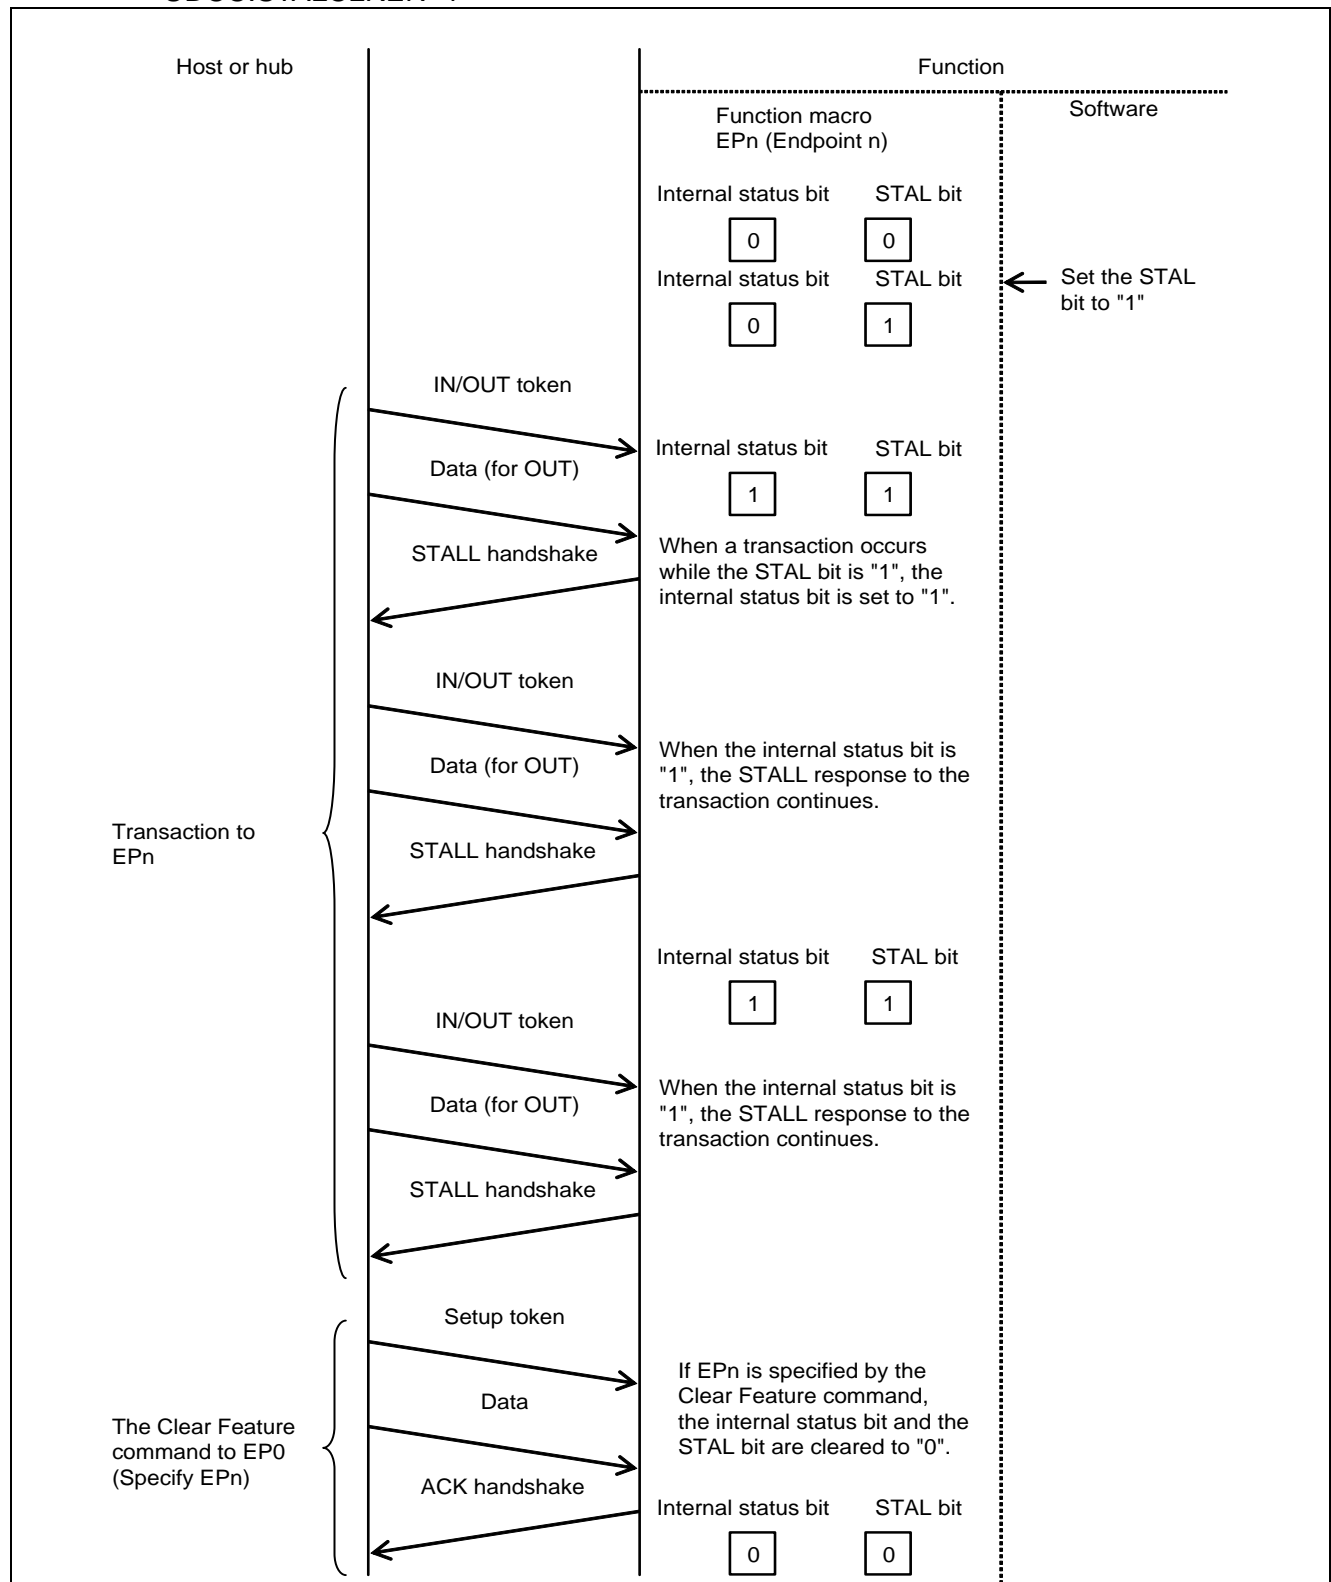 Host or hub
Function
Function macro
EPn (Endpoint n)
Software
Internal status bit STAL bit
0 0
Internal status bit STAL bit
0 1
Set the STAL
bit to "1"
IN/OUT token
Internal status bit STAL bit
1 1
Data (for OUT)
STALL handshake
When a transaction occurs
while the STAL bit is "1", the
internal status bit is set to "1".
IN/OUT token
Data (for OUT)
When the internal status bit is
"1", the STALL response to the
transaction continues.
Transaction to
EPn
STALL handshake
Internal status bit STAL bit
1 1
IN/OUT token
Data (for OUT)
When the internal status bit is
"1", the STALL response to the
transaction continues.
STALL handshake
Setup token
Data
If EPn is specified by the
Clear Feature command,
the internal status bit and the
STAL bit are cleared to "0".
The Clear Feature
command to EP0
(Specify EPn)
ACK handshake
Internal status bit STAL bit
0 0